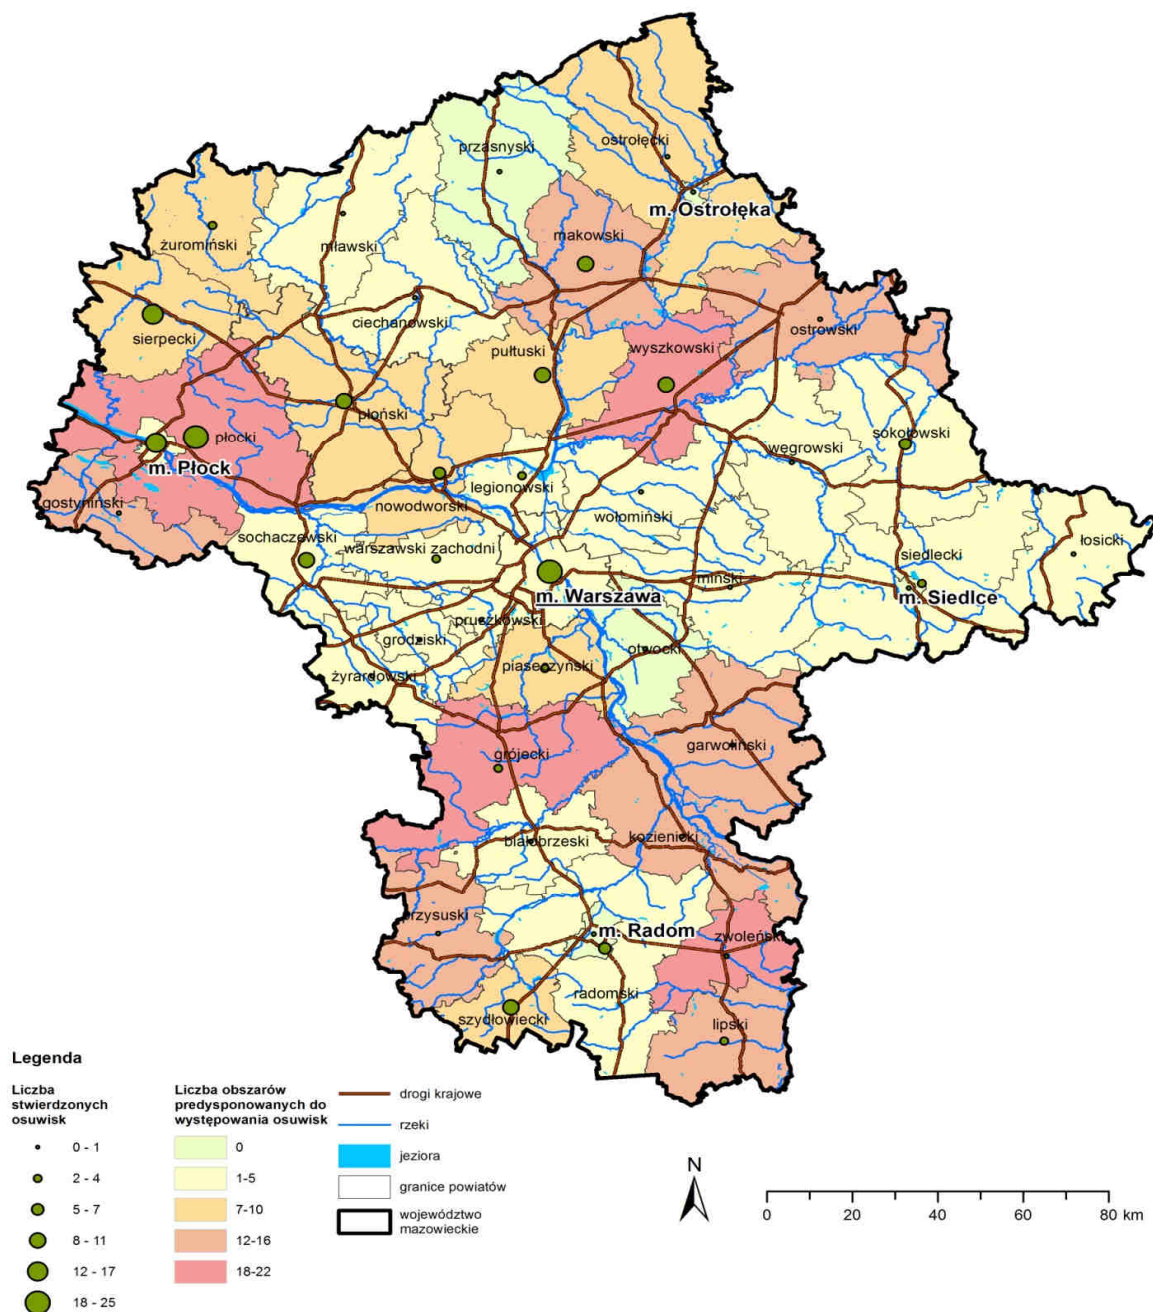 ostrołęcki
przasnyski
m. Ostrołęka
makowski
żuromiński
mławski
ciechanowski
ostrowski
sierpecki
pułtuski
wyszkowski
płoński
płocki
m. Płock
węgrowski
sokołowski
legionowski
gostyniński
nowodworski
wołomiński
sochaczewski
warszawski zachodni
siedlecki
łosicki
miński
m. Warszawa
m. Siedlce
pruszkowski
grodziski
otwocki
piaseczyński
żyrardowski
garwoliński
grójecki
białobrzeski
kozienicki
przysuski
m. Radom
zwoleński
radomski
szydłowiecki
lipski
Legenda
Liczba
stwierdzonych
osuwisk
0 - 1
2 - 4
5 - 7
8 - 11
12 - 17
18 - 25
Liczba obszarów
predysponowanych do
występowania osuwisk
0
1-5
7-10
12-16
18-22
drogi krajowe
rzeki
jeziora
granice powiatów
województwo
mazowieckie
N
0 20 40 60 80 km